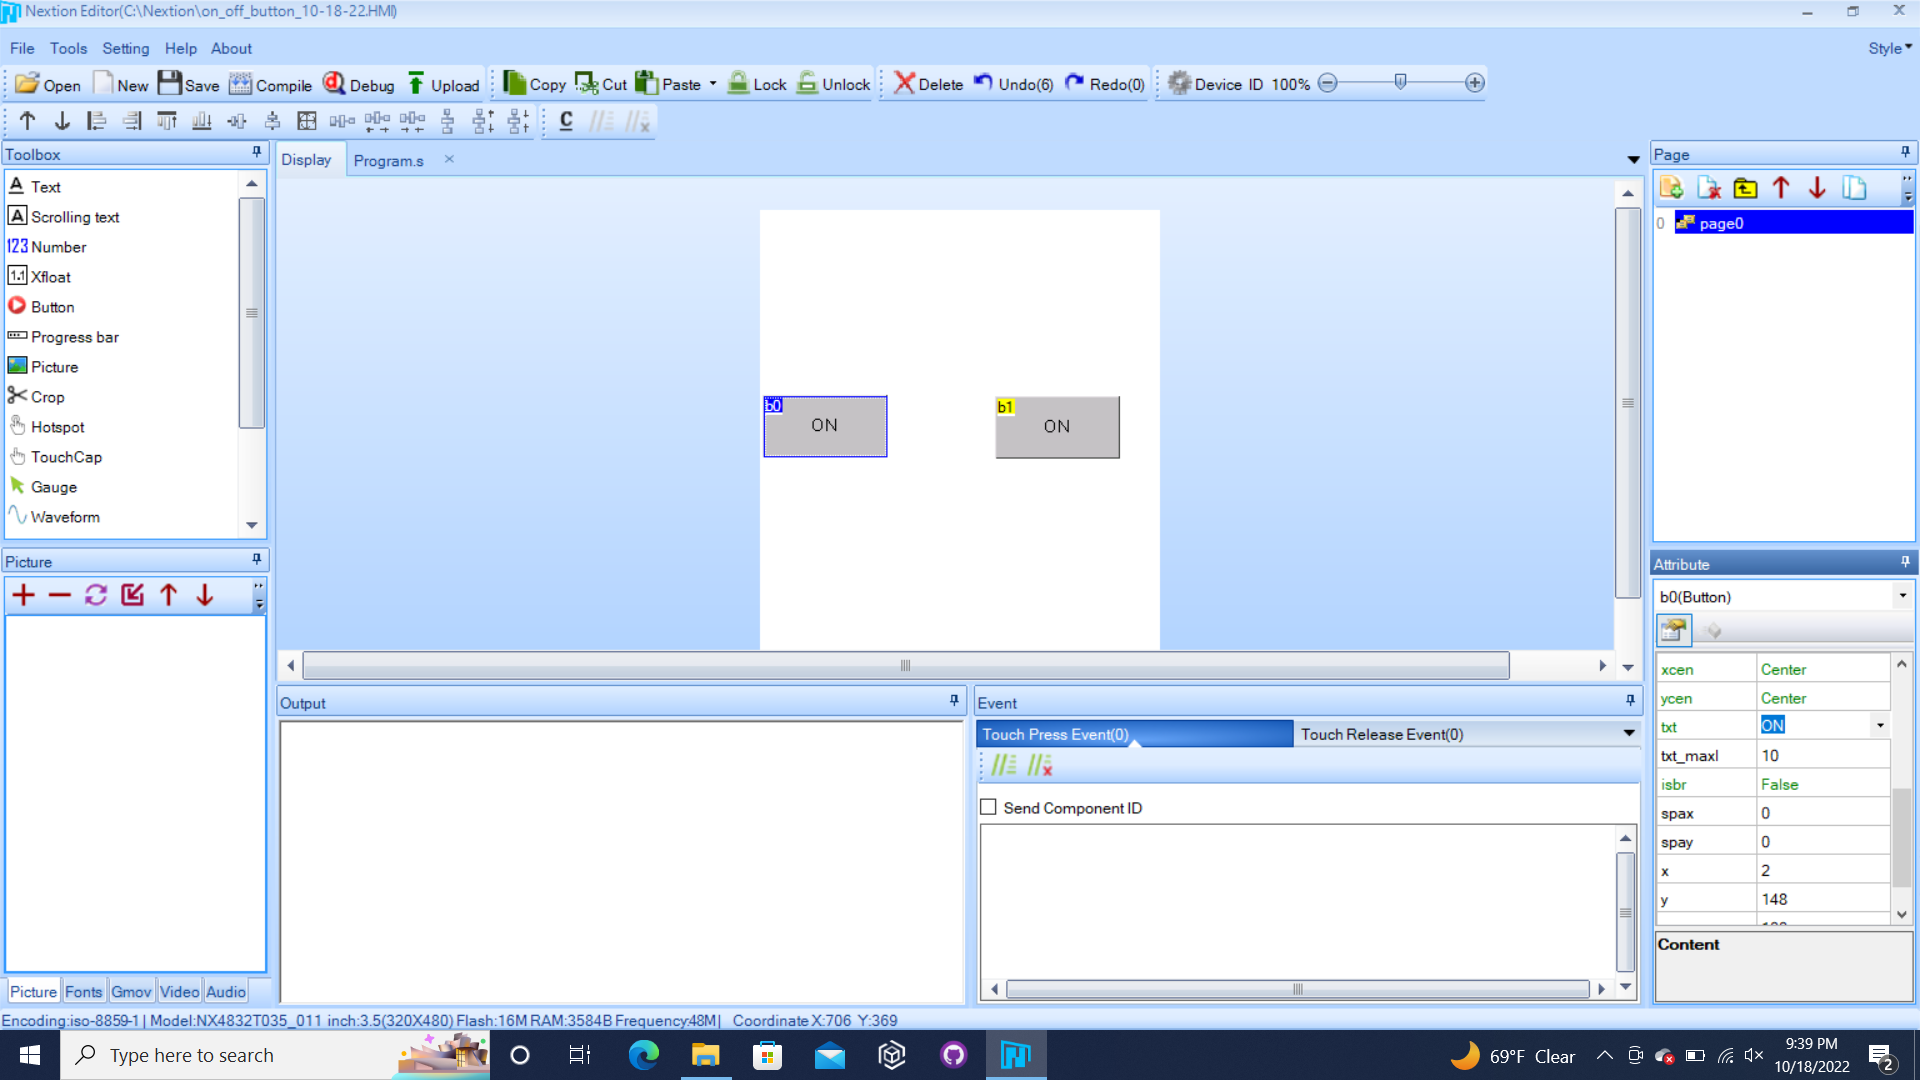 Nextion Editor(C:\Nextion\on_off_button_10-18-22.HMI)
File Tools Setting Help About Style
Open New Save Compile Debug Upload Copy Cut Paste Lock Unlock Delete Undo(6) Redo(0) Device ID 100%
C
Toolbox
Text
Scrolling text
123 Number
1.1 Xfloat
Button
Progress bar
Picture
Crop
Hotspot
TouchCap
Gauge
Waveform
Picture
Picture Fonts Gmov Video Audio
Display Program.s
b0
ON
b1
ON
Output
Event
Touch Press Event(0) Touch Release Event(0)
Send Component ID
Page
0 page0
Attribute
b0(Button)
xcen Center
ycen Center
txt ON
txt_maxl 10
isbr False
spax 0
spay 0
x 2
y 148
Content
Encoding:iso-8859-1 | Model:NX4832T035_011 inch:3.5(320X480) Flash:16M RAM:3584B Frequency:48M | Coordinate X:706 Y:369
Type here to search
69°F Clear
9:39 PM
10/18/2022
2